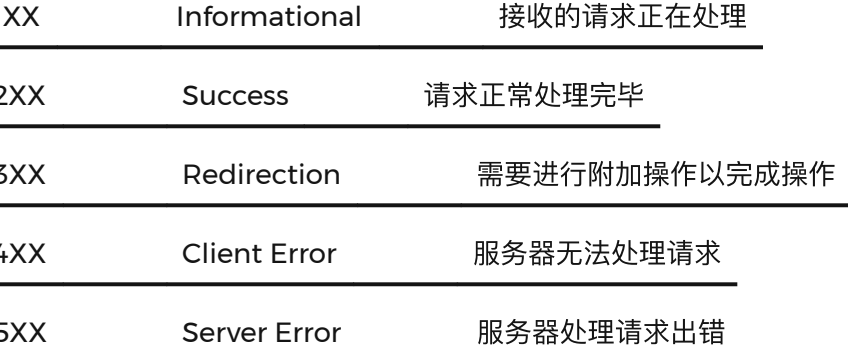 XX Informational 接收的请求正在处理
2XX Success 请求正常处理完毕
3XX Redirection 需要进行附加操作以完成操作
4XX Client Error 服务器无法处理请求
5XX Server Error 服务器处理请求出错